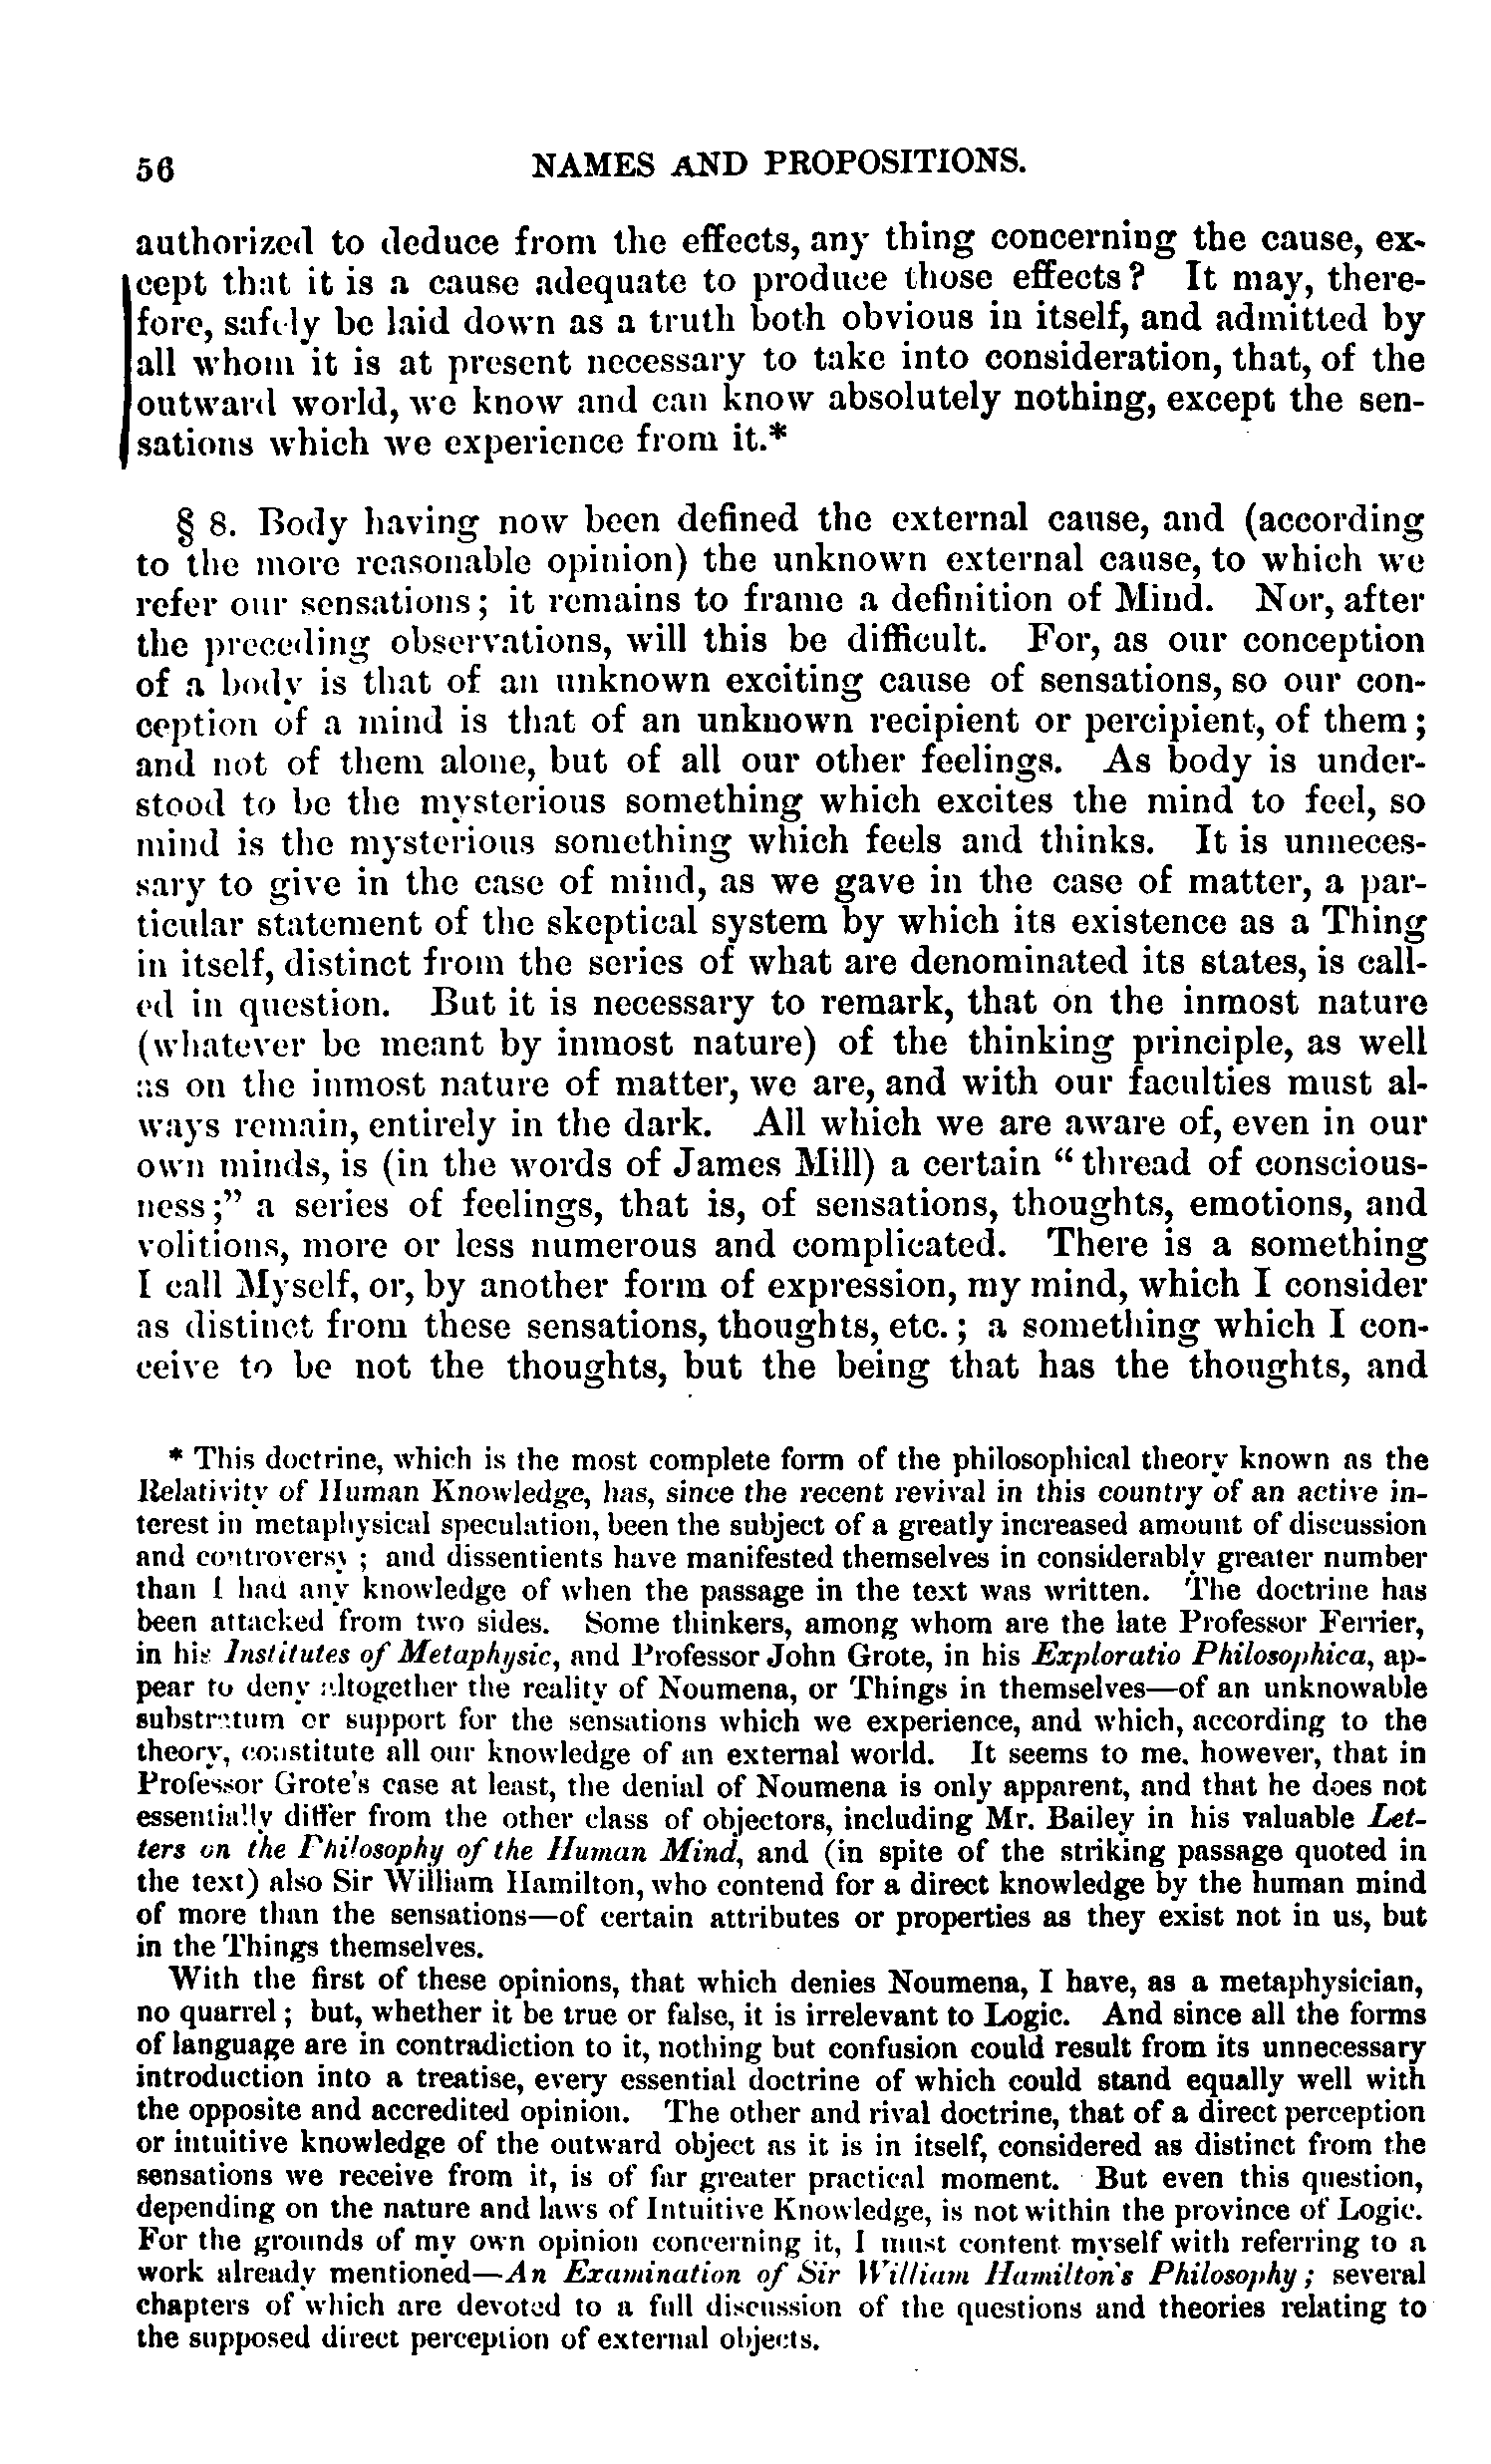 56 NAMES AND PROPOSITIONS.
authorized to deduce from the effects, any thing concerning the cause, ex-
cept that it is a cause adequate to produce those effects? It may, there-
fore, safely be laid down as a truth both obvious in itself, and admitted by
all whom it is at present necessary to take into consideration, that, of the
outward world, we know and can know absolutely nothing, except the sen-
sations which we experience from it.*
§ 8. Body having now been defined the external cause, and (according
to the more reasonable opinion) the unknown external cause, to which we
refer our sensations; it remains to frame a definition of Mind. Nor, after
the preceding observations, will this be difficult. For, as our conception
of a body is that of an unknown exciting cause of sensations, so our con-
ception of a mind is that of an unknown recipient or percipient, of them;
and not of them alone, but of all our other feelings. As body is under-
stood to be the mysterious something which excites the mind to feel, so
mind is the mysterious something which feels and thinks. It is unneces-
sary to give in the case of mind, as we gave in the case of matter, a par-
ticular statement of the skeptical system by which its existence as a Thing
in itself, distinct from the series of what are denominated its states, is call-
ed in question. But it is necessary to remark, that on the inmost nature
(whatever be meant by inmost nature) of the thinking principle, as well
as on the inmost nature of matter, we are, and with our faculties must al-
ways remain, entirely in the dark. All which we are aware of, even in our
own minds, is (in the words of James Mill) a certain "thread of conscious-
ness;" a series of feelings, that is, of sensations, thoughts, emotions, and
volitions, more or less numerous and complicated. There is a something
I call Myself, or, by another form of expression, my mind, which I consider
as distinct from these sensations, thoughts, etc.; a something which I con-
ceive to be not the thoughts, but the being that has the thoughts, and
* This doctrine, which is the most complete form of the philosophical theory known as the
Relativity of Human Knowledge, has, since the recent revival in this country of an active in-
terest in metaphysical speculation, been the subject of a greatly increased amount of discussion
and controversy; and dissentients have manifested themselves in considerably greater number
than I had any knowledge of when the passage in the text was written. The doctrine has
been attacked from two sides. Some thinkers, among whom are the late Professor Ferrier,
in his Institutes of Metaphysic, and Professor John Grote, in his Exploratio Philosophica, ap-
pear to deny altogether the reality of Noumena, or Things in themselves—of an unknowable
substratum or support for the sensations which we experience, and which, according to the
theory, constitute all our knowledge of an external world. It seems to me, however, that in
Professor Grote's case at least, the denial of Noumena is only apparent, and that he does not
essentially differ from the other class of objectors, including Mr. Bailey in his valuable Let-
ters on the Philosophy of the Human Mind, and (in spite of the striking passage quoted in
the text) also Sir William Hamilton, who contend for a direct knowledge by the human mind
of more than the sensations—of certain attributes or properties as they exist not in us, but
in the Things themselves.
With the first of these opinions, that which denies Noumena, I have, as a metaphysician,
no quarrel; but, whether it be true or false, it is irrelevant to Logic. And since all the forms
of language are in contradiction to it, nothing but confusion could result from its unnecessary
introduction into a treatise, every essential doctrine of which could stand equally well with
the opposite and accredited opinion. The other and rival doctrine, that of a direct perception
or intuitive knowledge of the outward object as it is in itself, considered as distinct from the
sensations we receive from it, is of far greater practical moment. But even this question,
depending on the nature and laws of Intuitive Knowledge, is not within the province of Logic.
For the grounds of my own opinion concerning it, I must content myself with referring to a
work already mentioned—An Examination of Sir William Hamilton's Philosophy; several
chapters of which are devoted to a full discussion of the questions and theories relating to
the supposed direct perception of external objects.